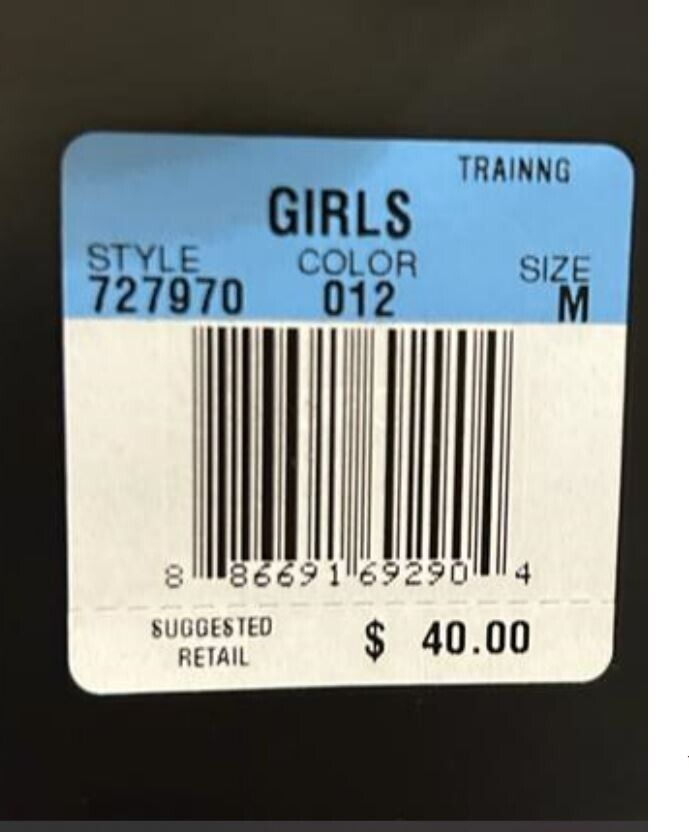 TRAINNG
GIRLS
STYLE COLOR SIZE
727970 012 M
8 86691 69290 4
SUGGESTED
RETAIL $ 40.00